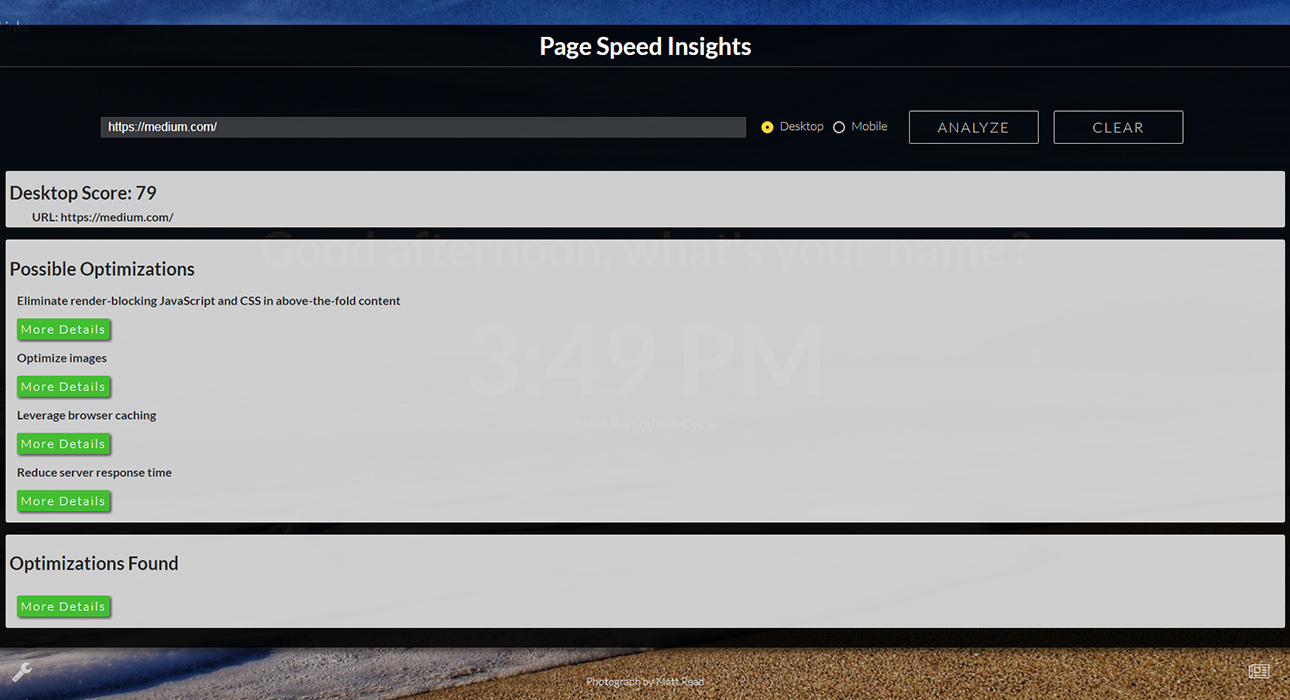 Links
Page Speed Insights
https://medium.com/ Desktop Mobile ANALYZE CLEAR
Desktop Score: 79
URL: https://medium.com/
Good afternoon, what's your name?
Possible Optimizations
Eliminate render-blocking JavaScript and CSS in above-the-fold content
More Details
3:49 PM
Optimize images
More Details
Leverage browser caching
Start Pomodoro Cycle
More Details
Reduce server response time
More Details
Optimizations Found
More Details
Photograph by Matt Read